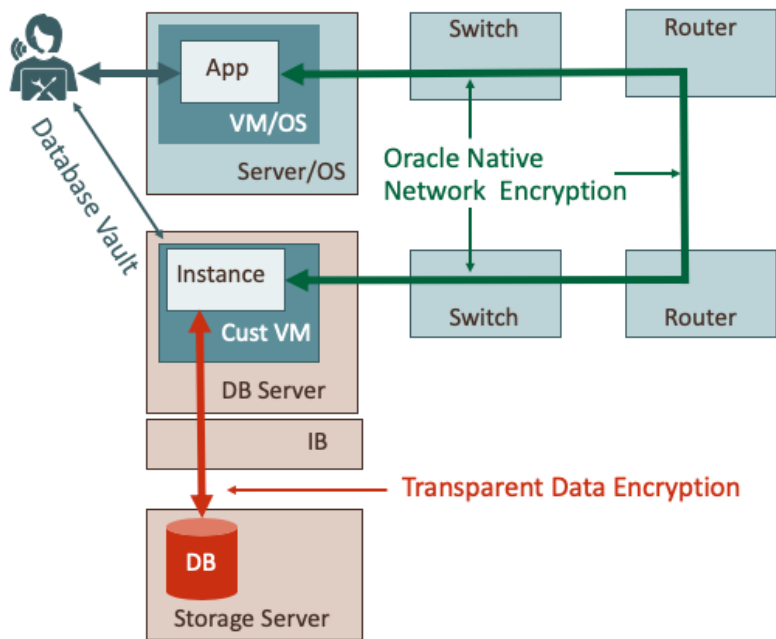 Switch
Router
App
VM/OS
Server/OS
Oracle Native
Network Encryption
Database Vault
Instance
Cust VM
DB Server
Switch
Router
IB
Transparent Data Encryption
DB
Storage Server